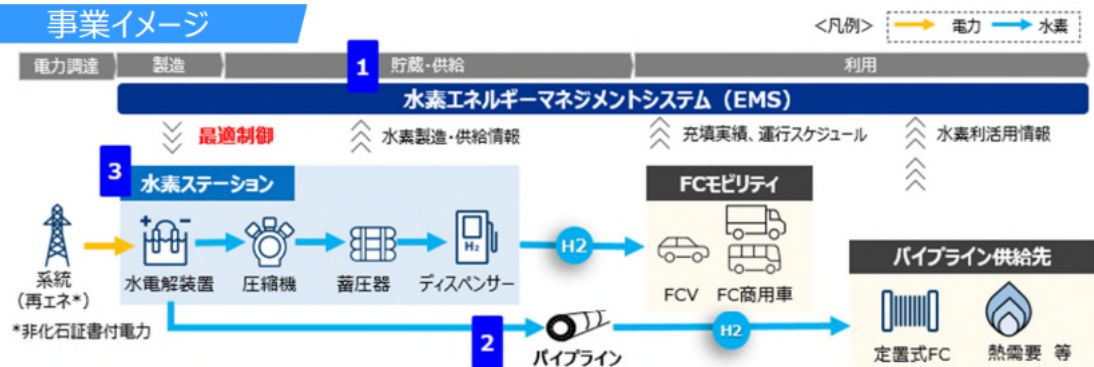 事業イメージ
<凡例> 電力 水素
電力調達 製造 貯蔵・供給 利用
1
水素エネルギーマネジメントシステム（EMS）
最適制御 水素製造・供給情報 充填実績、運行スケジュール 水素利活用情報
3
水素ステーション FCモビリティ
H2
H2
系統
(再エネ*)
水電解装置 圧縮機 蓄圧器 ディスペンサー
FCV FC商用車
*非化石証書付電力
パイプライン供給先
2
パイプライン
H2
定置式FC 熱需要 等